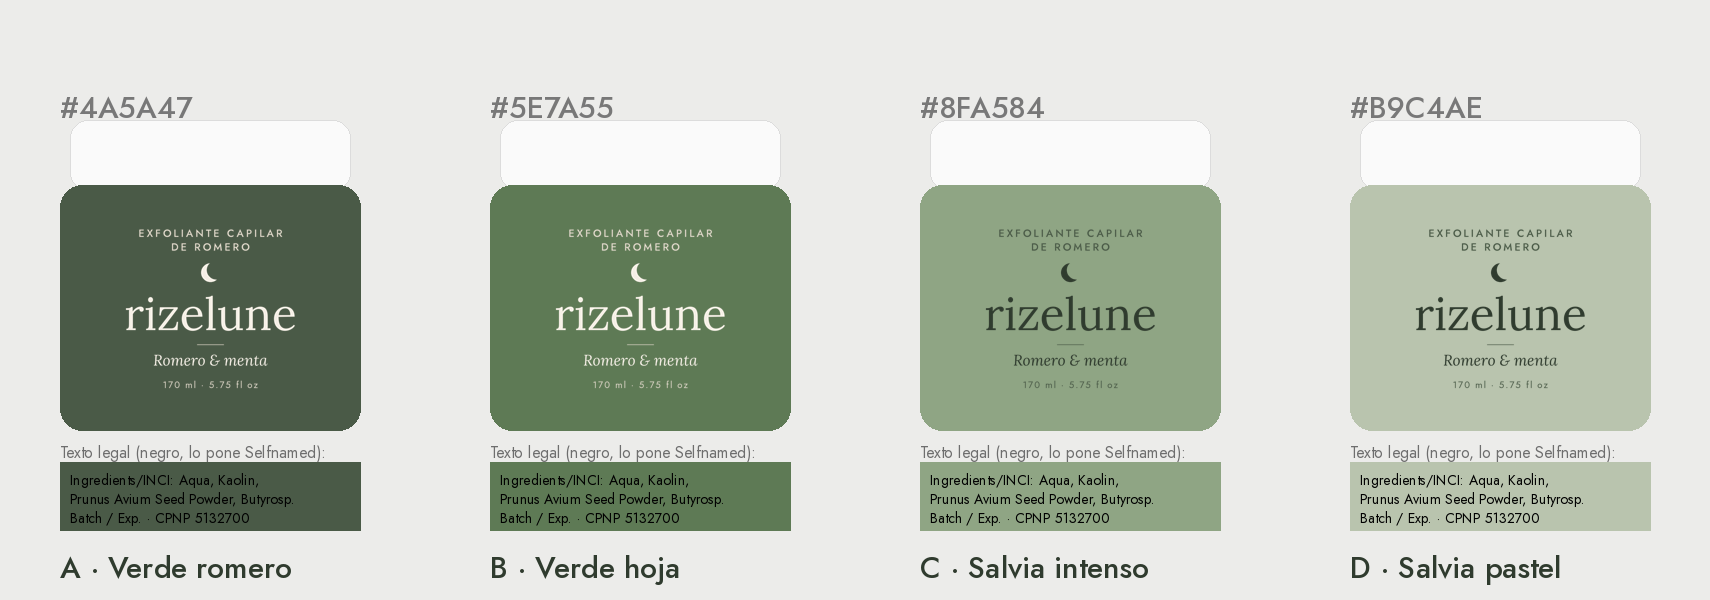 #4A5A47
EXFOLIANTE CAPILAR
DE ROMERO
rizelune
Romero & menta
170 ml · 5.75 fl oz
Texto legal (negro, lo pone Selfnamed):
Ingredients/INCI: Aqua, Kaolin,
Prunus Avium Seed Powder, Butyrosp.
Batch / Exp. · CPNP 5132700
A · Verde romero
#5E7A55
EXFOLIANTE CAPILAR
DE ROMERO
rizelune
Romero & menta
170 ml · 5.75 fl oz
Texto legal (negro, lo pone Selfnamed):
Ingredients/INCI: Aqua, Kaolin,
Prunus Avium Seed Powder, Butyrosp.
Batch / Exp. · CPNP 5132700
B · Verde hoja
#8FA584
EXFOLIANTE CAPILAR
DE ROMERO
rizelune
Romero & menta
170 ml · 5.75 fl oz
Texto legal (negro, lo pone Selfnamed):
Ingredients/INCI: Aqua, Kaolin,
Prunus Avium Seed Powder, Butyrosp.
Batch / Exp. · CPNP 5132700
C · Salvia intenso
#B9C4AE
EXFOLIANTE CAPILAR
DE ROMERO
rizelune
Romero & menta
170 ml · 5.75 fl oz
Texto legal (negro, lo pone Selfnamed):
Ingredients/INCI: Aqua, Kaolin,
Prunus Avium Seed Powder, Butyrosp.
Batch / Exp. · CPNP 5132700
D · Salvia pastel